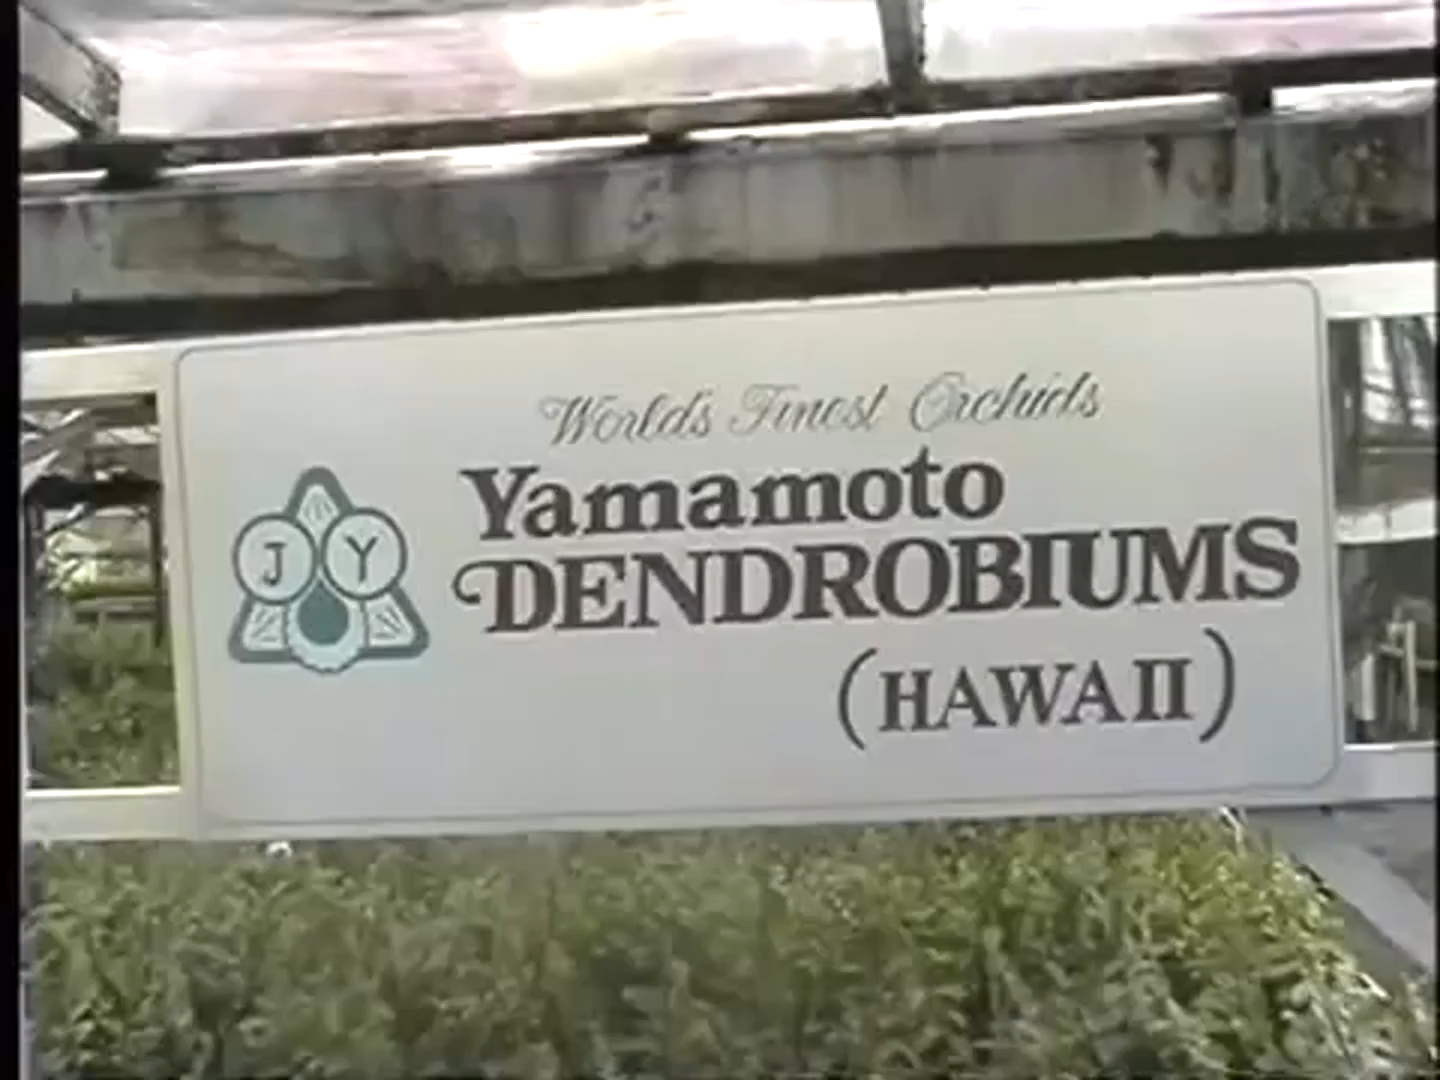 World's Finest Orchids
Yamamoto
DENDROBIUMS
(HAWAII)
J Y